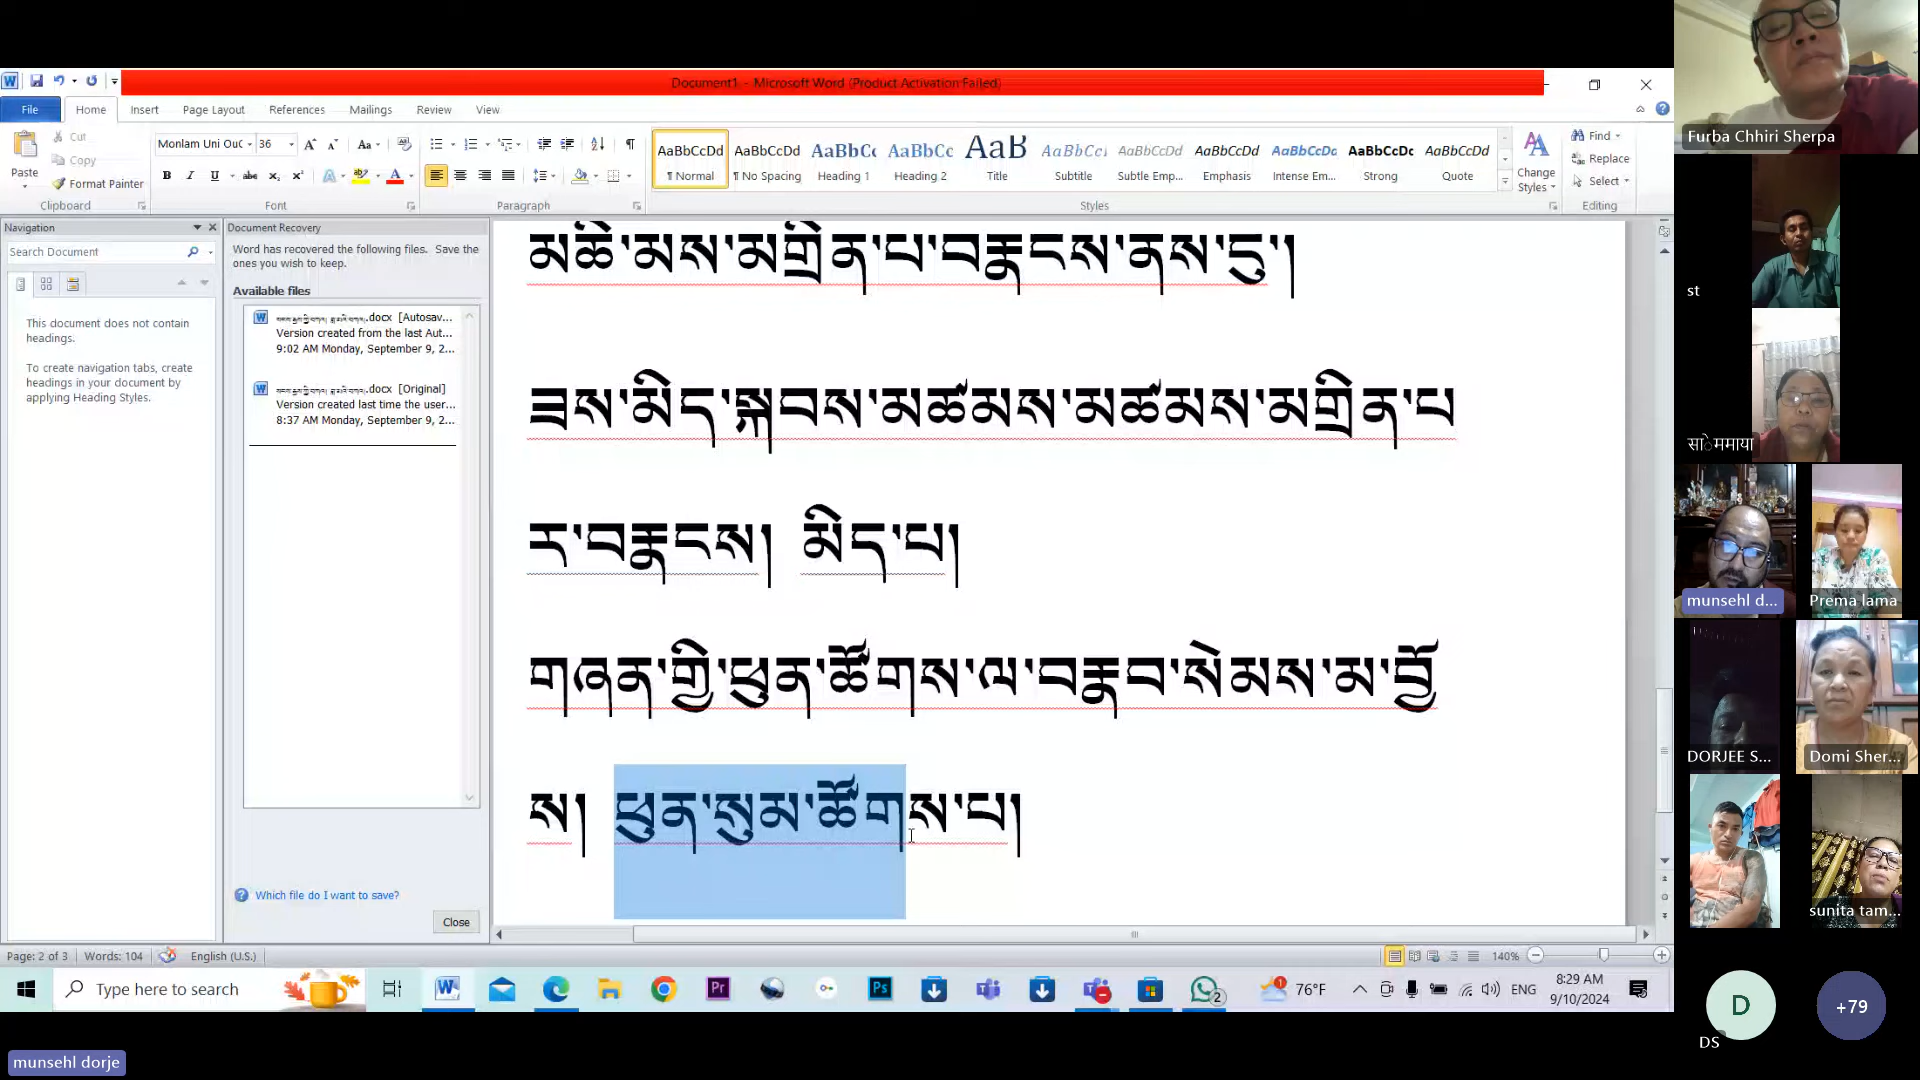 Document1 - Microsoft Word (Product Activation Failed)
File Home Insert Page Layout References Mailings Review View
Paste
Cut
Copy
Format Painter
Clipboard
Monlam Uni Ouc 36
Font
Paragraph
AaBbCcDd AaBbCcDd AaBbCc AaBbCc AaB AaBbCcI AaBbCcDd AaBbCcDd AaBbCcDc AaBbCcDc AaBbCcDd
¶ Normal ¶ No Spacing Heading 1 Heading 2 Title Subtitle Subtle Emp... Emphasis Intense Em... Strong Quote
Styles
Change Styles
Find
Replace
Select
Editing
Navigation
Search Document
This document does not contain
headings.
To create navigation tabs, create
headings in your document by
applying Heading Styles.
Document Recovery
Word has recovered the following files. Save the
ones you wish to keep.
Available files
.docx [Autosav...
Version created from the last Aut...
9:02 AM Monday, September 9, 2...
.docx [Original]
Version created last time the user...
8:37 AM Monday, September 9, 2...
Which file do I want to save?
Close
མཆི་མས་མགྲིན་པ་བརྣངས་ནས་དུ་།
ཟས་མིད་སྐབས་མཚམས་མཚམས་མགྲིན་པ
ར་བརྣངས། མིད་པ།
གཞན་གྱི་ཕུན་ཚོགས་ལ་བརྣབ་སེམས་མ་བྱོ
ས། ཕུན་སུམ་ཚོགས་པ།
Page: 2 of 3 Words: 104 English (U.S.) 140%
Type here to search
76°F ENG 8:29 AM
9/10/2024
munsehl dorje
Furba Chhiri Sherpa
st
साेममाया
munsehl d...
Prema lama
DORJEE S...
Domi Sher...
sunita tam...
D
DS
+79